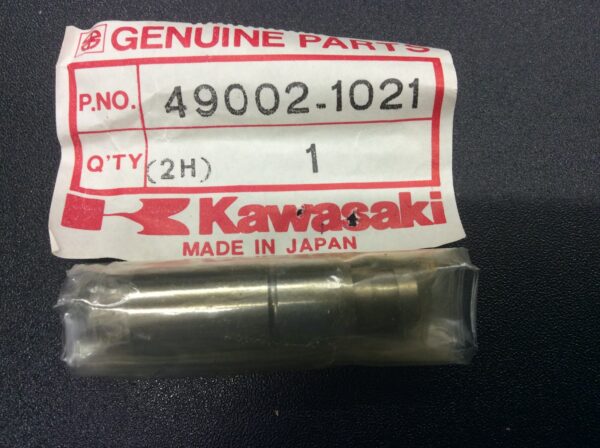 GENUINE PARTS
P.NO. 49002-1021
Q'TY (2H) 1
Kawasaki
MADE IN JAPAN